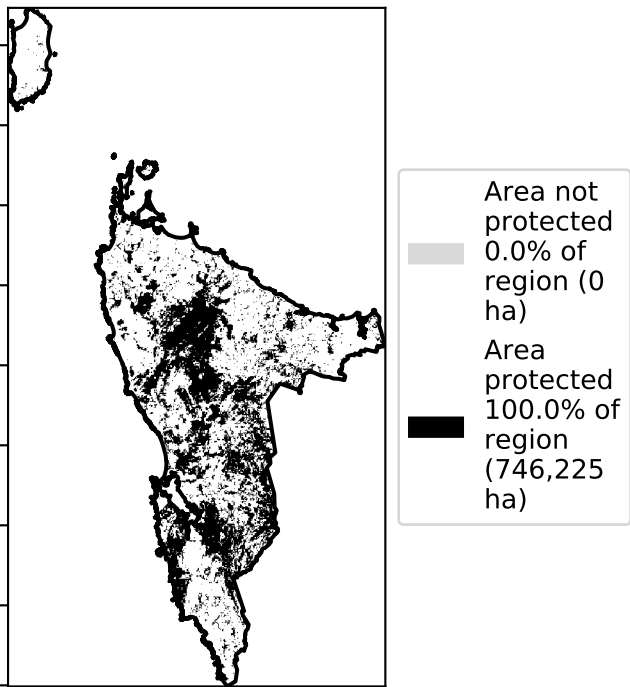 Area not
protected
0.0% of
region (0
ha)
Area
protected
100.0% of
region
(746,225
ha)